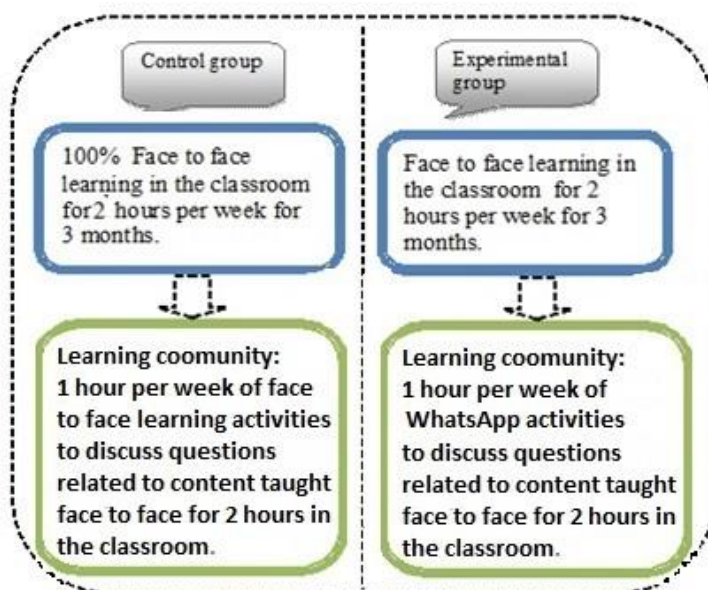 Control group
100% Face to face
learning in the classroom
for 2 hours per week for
3 months.
Learning coomunity:
1 hour per week of face
to face learning activities
to discuss questions
related to content taught
face to face for 2 hours in
the classroom.
Experimental
group
Face to face learning in
the classroom for 2
hours per week for 3
months.
Learning coomunity:
1 hour per week of
WhatsApp activities
to discuss questions
related to content taught
face to face for 2 hours in
the classroom.